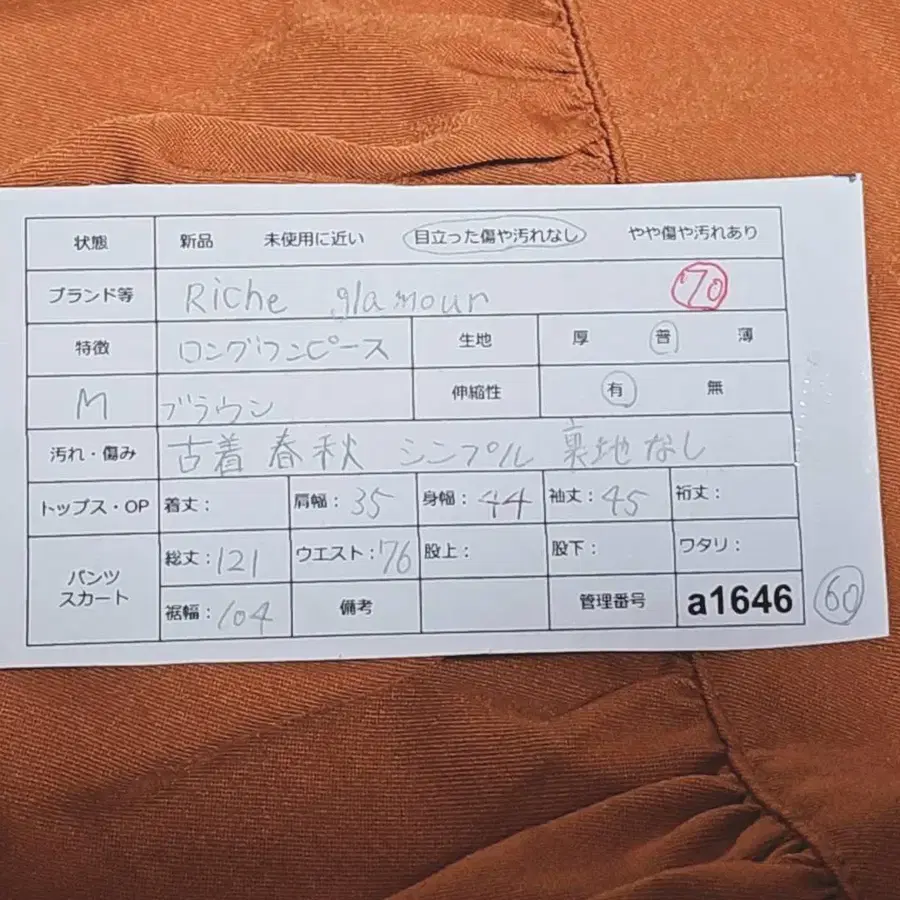 状態 新品 未使用に近い 目立った傷や汚れなし やや傷や汚れあり
ブランド等 Riche glamour 70
特徴 ロングワンピース 生地 厚 普 薄
M ブラウン 伸縮性 有 無
汚れ・傷み 古着 春秋 シンプル 裏地なし
トップス・OP 着丈: 肩幅: 35 身幅: 44 袖丈: 45 裄丈:
パンツ スカート 総丈: 121 ウエスト: 76 股上: 股下: ワタリ:
裾幅: 104 備考 管理番号 a1646 60